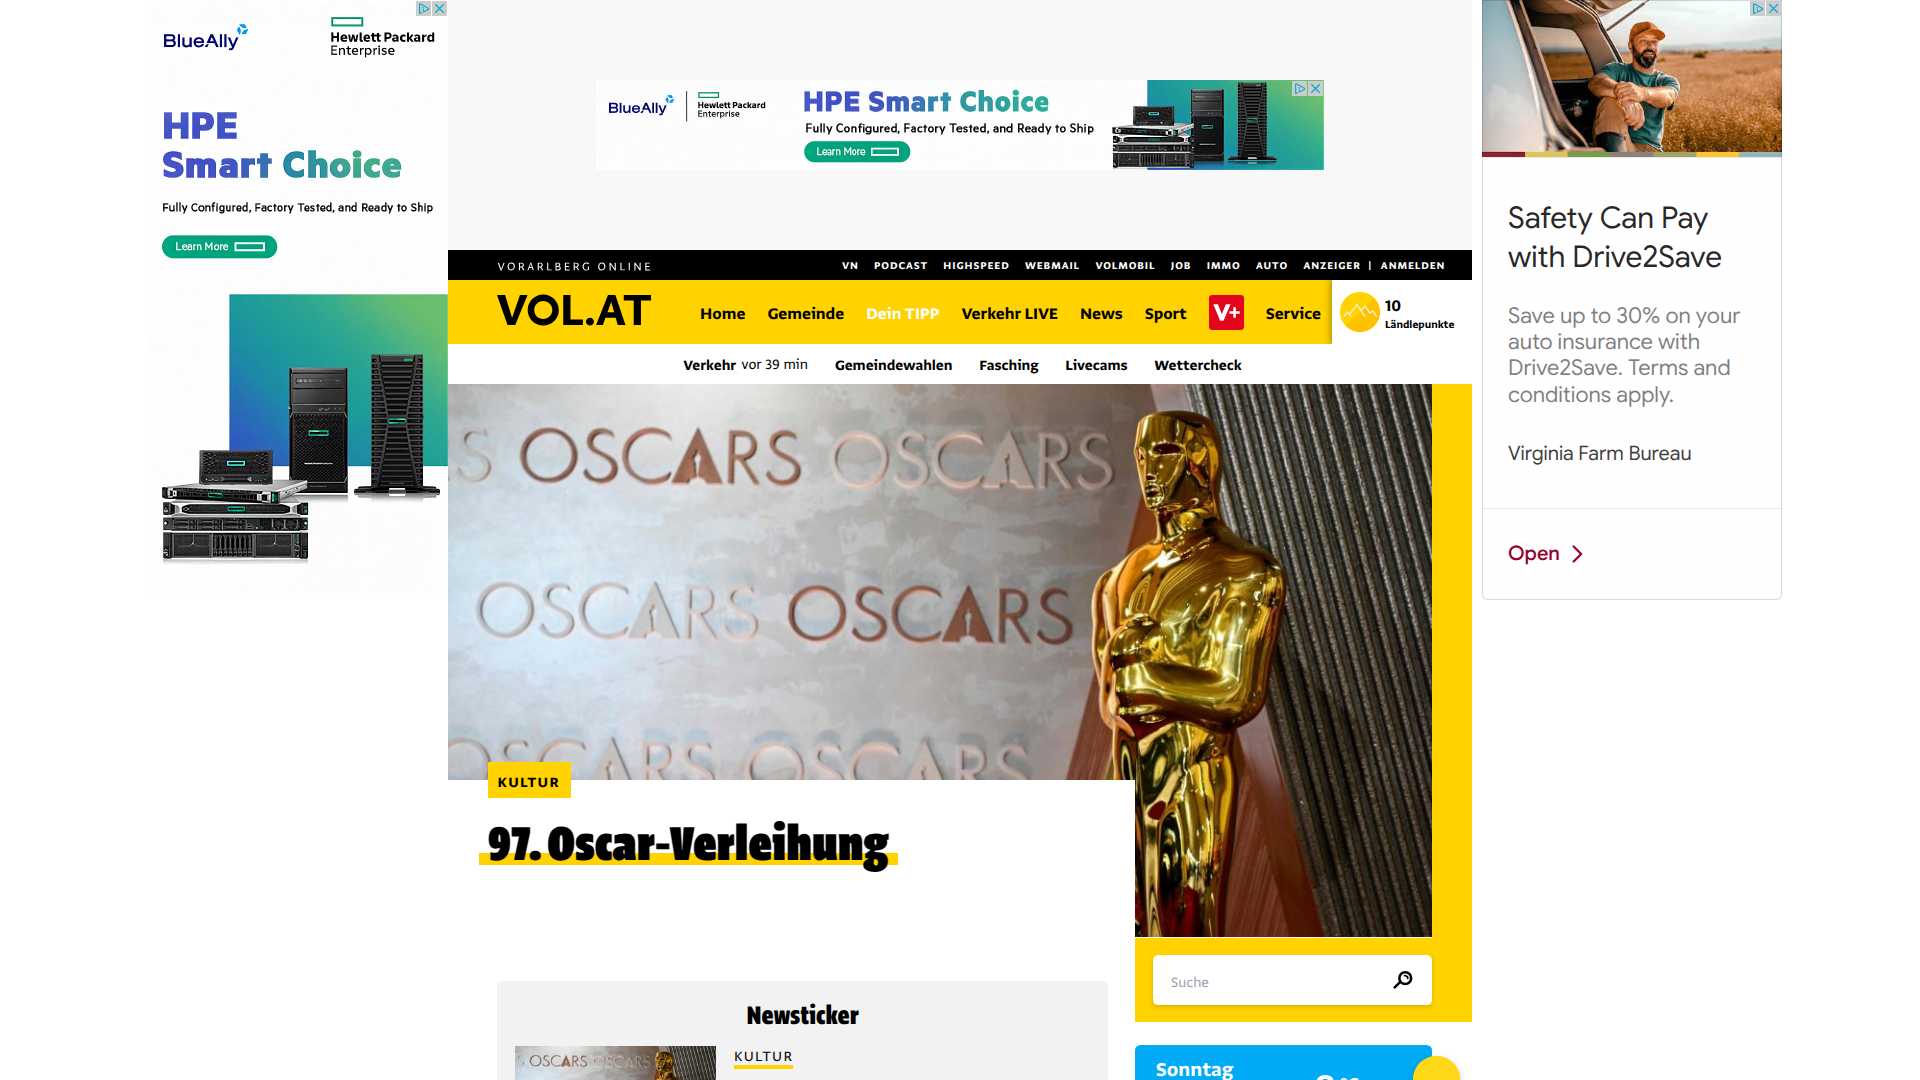 BlueAlly
Hewlett Packard
Enterprise
HPE
Smart Choice
Fully Configured, Factory Tested, and Ready to Ship
Learn More
BlueAlly
Hewlett Packard
Enterprise
HPE Smart Choice
Fully Configured, Factory Tested, and Ready to Ship
Learn More
Safety Can Pay
with Drive2Save
Save up to 30% on your
auto insurance with
Drive2Save. Terms and
conditions apply.
Virginia Farm Bureau
Open
VORARLBERG ONLINE
VN PODCAST HIGHSPEED WEBMAIL VOLMOBIL JOB IMMO AUTO ANZEIGER | ANMELDEN
VOL.AT
Home Gemeinde Dein TIPP Verkehr LIVE News Sport V+ Service
10
Ländlepunkte
Verkehr vor 39 min Gemeindewahlen Fasching Livecams Wettercheck
S OSCARS OSCARS
OSCARS OSCARS
OSCARS OSCARS
KULTUR
97. Oscar-Verleihung
Suche
Newsticker
OSCARS OSCARS
KULTUR
Sonntag